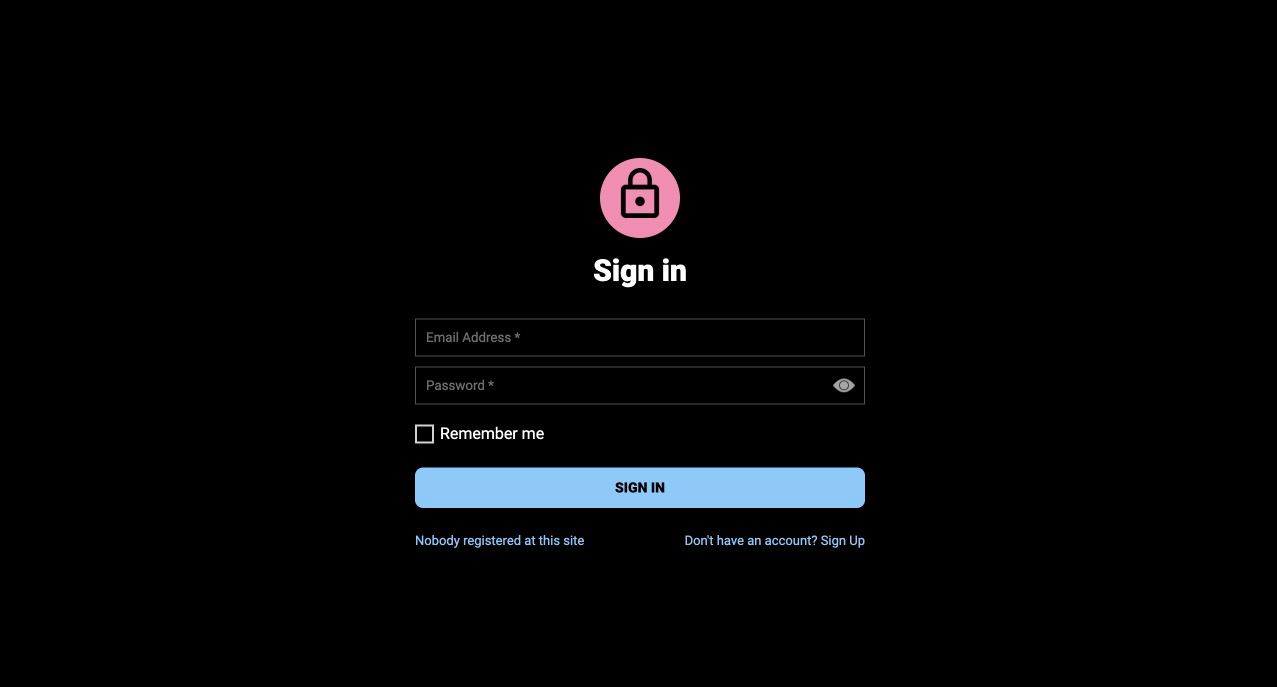 Sign in
Email Address *
Password *
Remember me
SIGN IN
Nobody registered at this site
Don't have an account? Sign Up